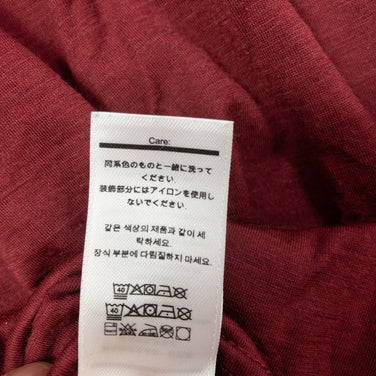 Care:
同系色のものと一緒に洗って
ください.
装飾部分にはアイロンを使用し
ないでください.
같은 색상의 제품과 같이 세
탁하세요.
장식 부분에 다림질하지 마세요.
40
40
40